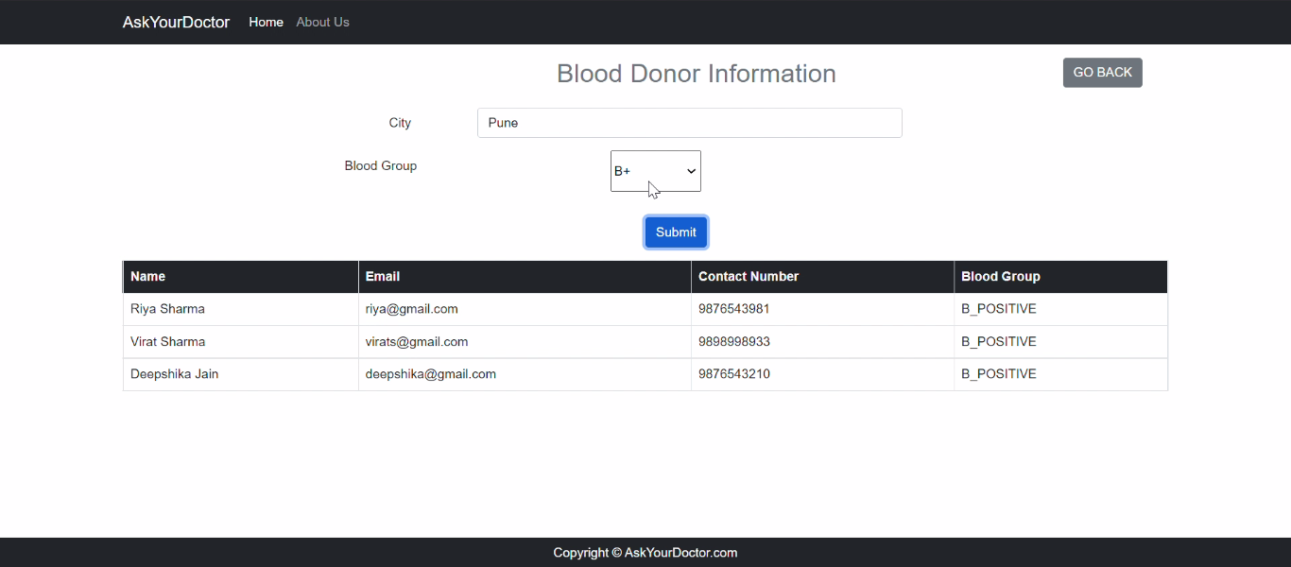 AskYourDoctor Home About Us
Blood Donor Information GO BACK
City Pune
Blood Group B+
Submit
Name Email Contact Number Blood Group
Riya Sharma riya@gmail.com 9876543981 B_POSITIVE
Virat Sharma virats@gmail.com 9898998933 B_POSITIVE
Deepshika Jain deepshika@gmail.com 9876543210 B_POSITIVE
Copyright © AskYourDoctor.com